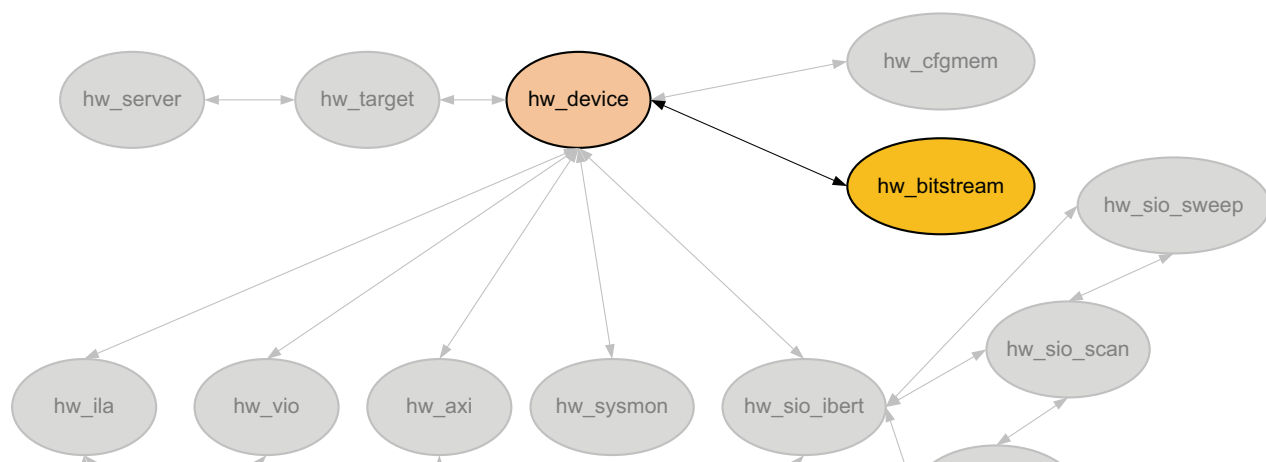 hw_server
hw_target
hw_device
hw_cfgmem
hw_bitstream
hw_sio_sweep
hw_sio_scan
hw_ila
hw_vio
hw_axi
hw_sysmon
hw_sio_ibert